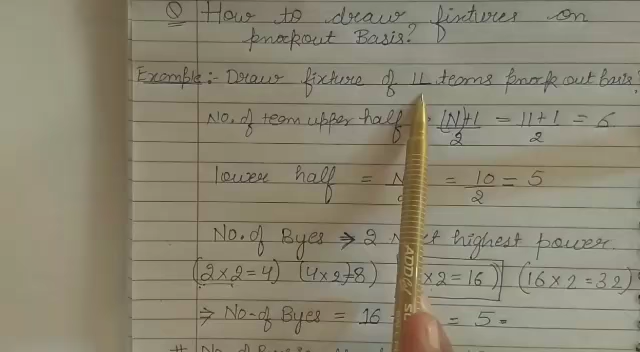 Q How to draw fixtures on
knockout Basis?
Example:- Draw fixture of 11 teams knock out basis?
No. of team upper half = (N)+1/2 = 11+1/2 = 6
lower half = N = 10/2 = 5
No. of Byes ⇒ 2 highest power.
(2×2=4) (4×2=8) ×2=16) (16×2=32)
⇒ No-of Byes = 16 = 5
# No.